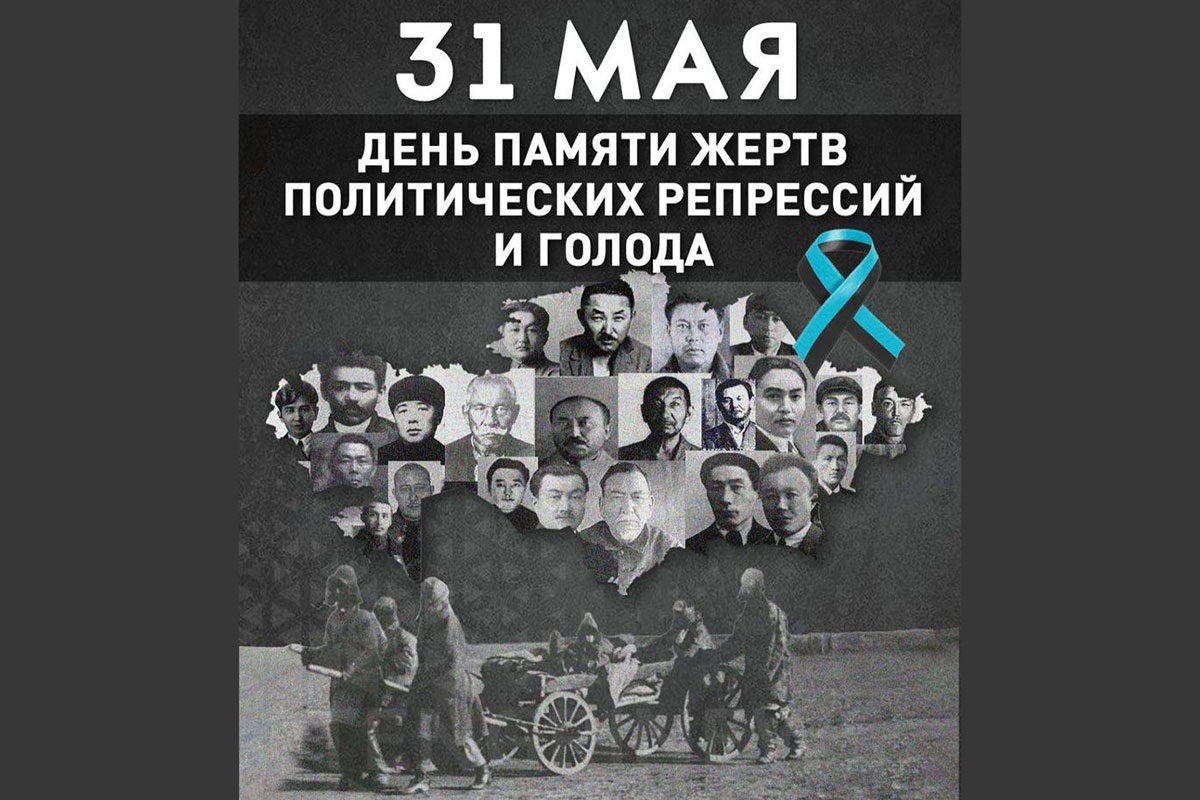 31 МАЯ
ДЕНЬ ПАМЯТИ ЖЕРТВ
ПОЛИТИЧЕСКИХ РЕПРЕССИЙ
И ГОЛОДА